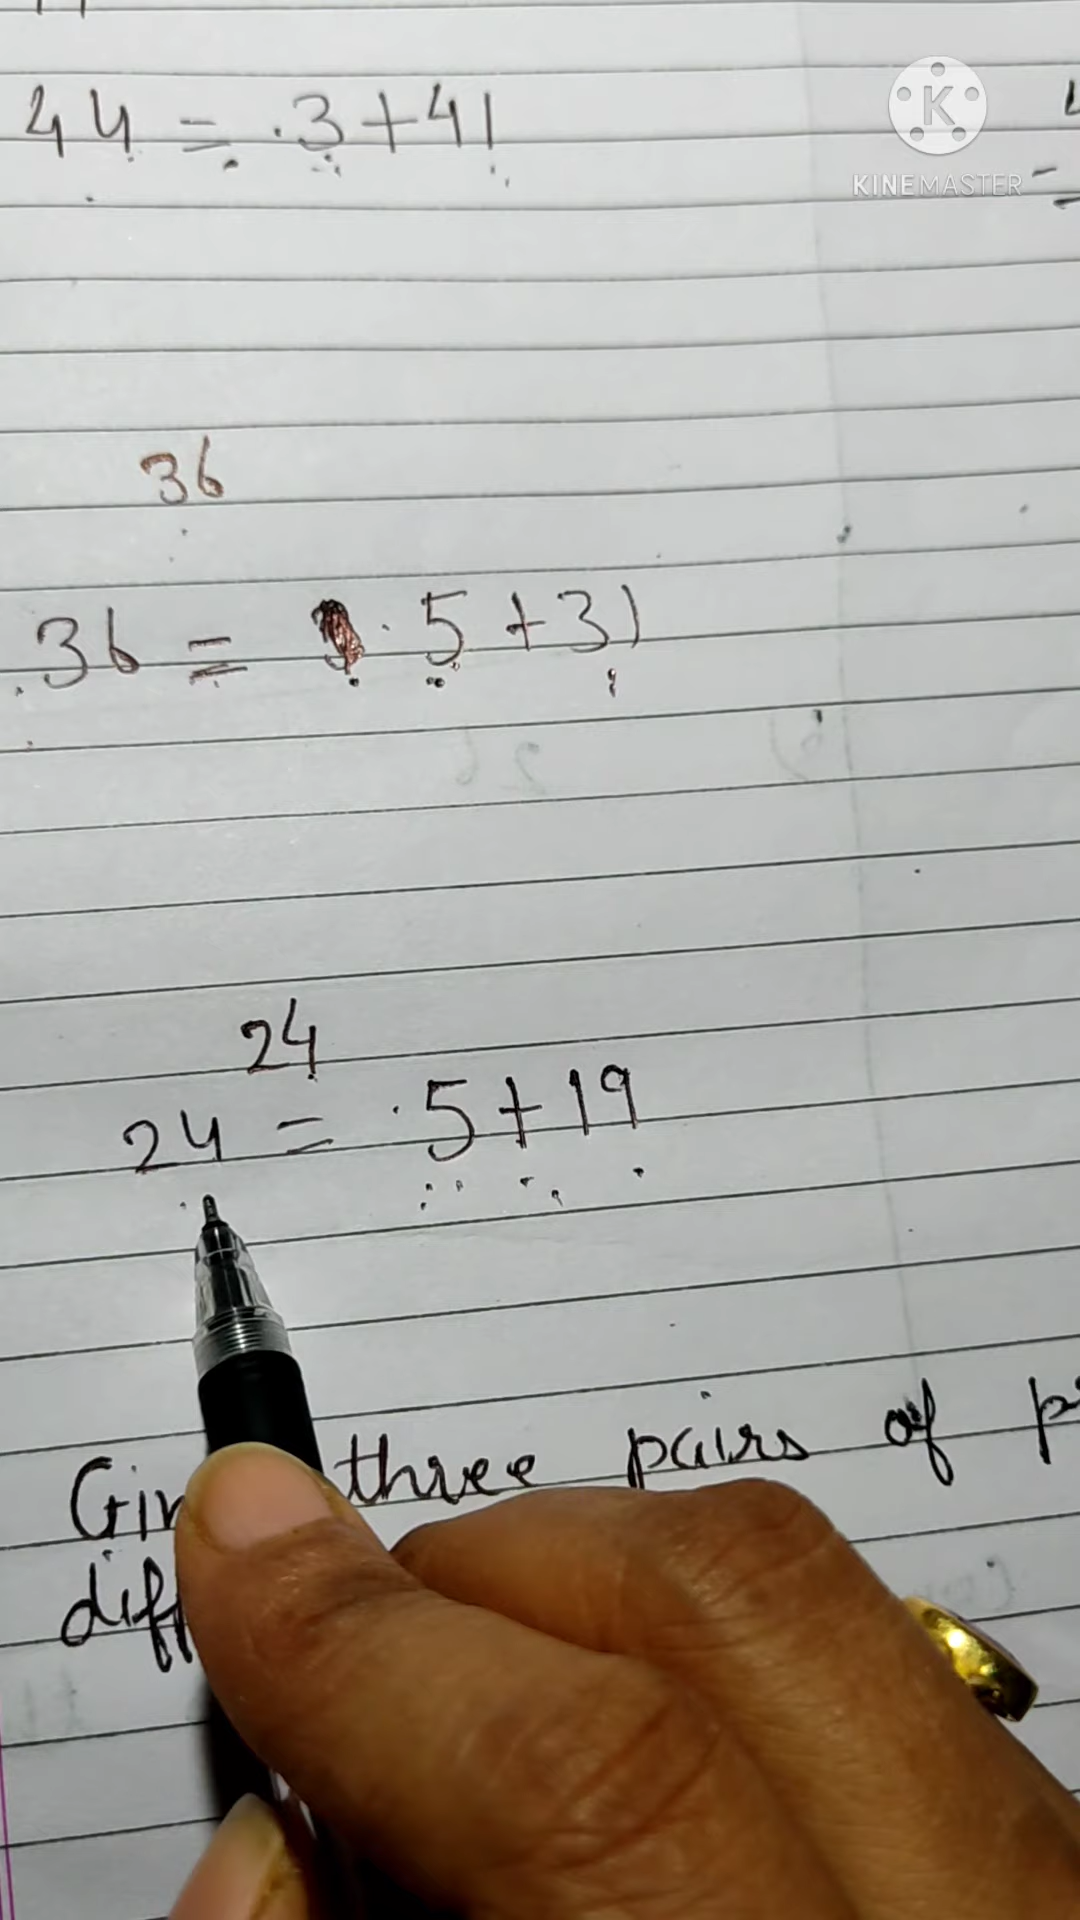 44 = 3 + 41
KINEMASTER
36
36 = 5 + 31
24
24 = 5 + 19
three pairs of